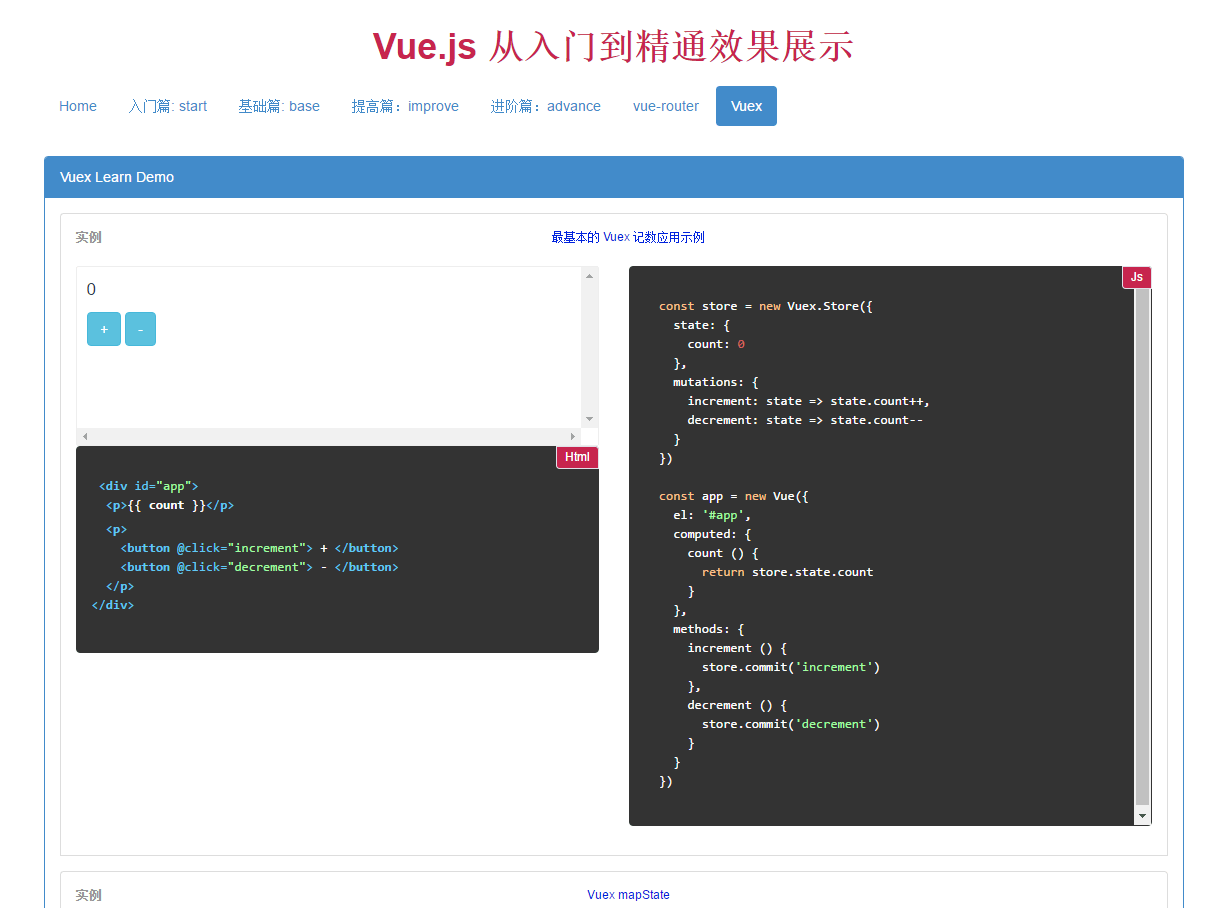 Vue.js 从入门到精通效果展示
Home 入门篇: start 基础篇: base 提高篇：improve 进阶篇：advance vue-router Vuex
Vuex Learn Demo
实例 最基本的 Vuex 记数应用示例
0
+ -
Html
<div id="app">
<p>{{ count }}</p>
<p>
<button @click="increment"> + </button>
<button @click="decrement"> - </button>
</p>
</div>
Js
const store = new Vuex.Store({
state: {
count: 0
},
mutations: {
increment: state => state.count++,
decrement: state => state.count--
}
})
const app = new Vue({
el: '#app',
computed: {
count () {
return store.state.count
}
},
methods: {
increment () {
store.commit('increment')
},
decrement () {
store.commit('decrement')
}
}
})
实例 Vuex mapState